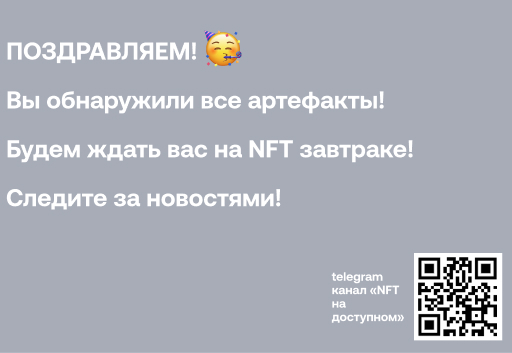 ПОЗДРАВЛЯЕМ! 🥳
Вы обнаружили все артефакты!
Будем ждать вас на NFT завтраке!
Следите за новостями!
telegram
канал «NFT
на
доступном»